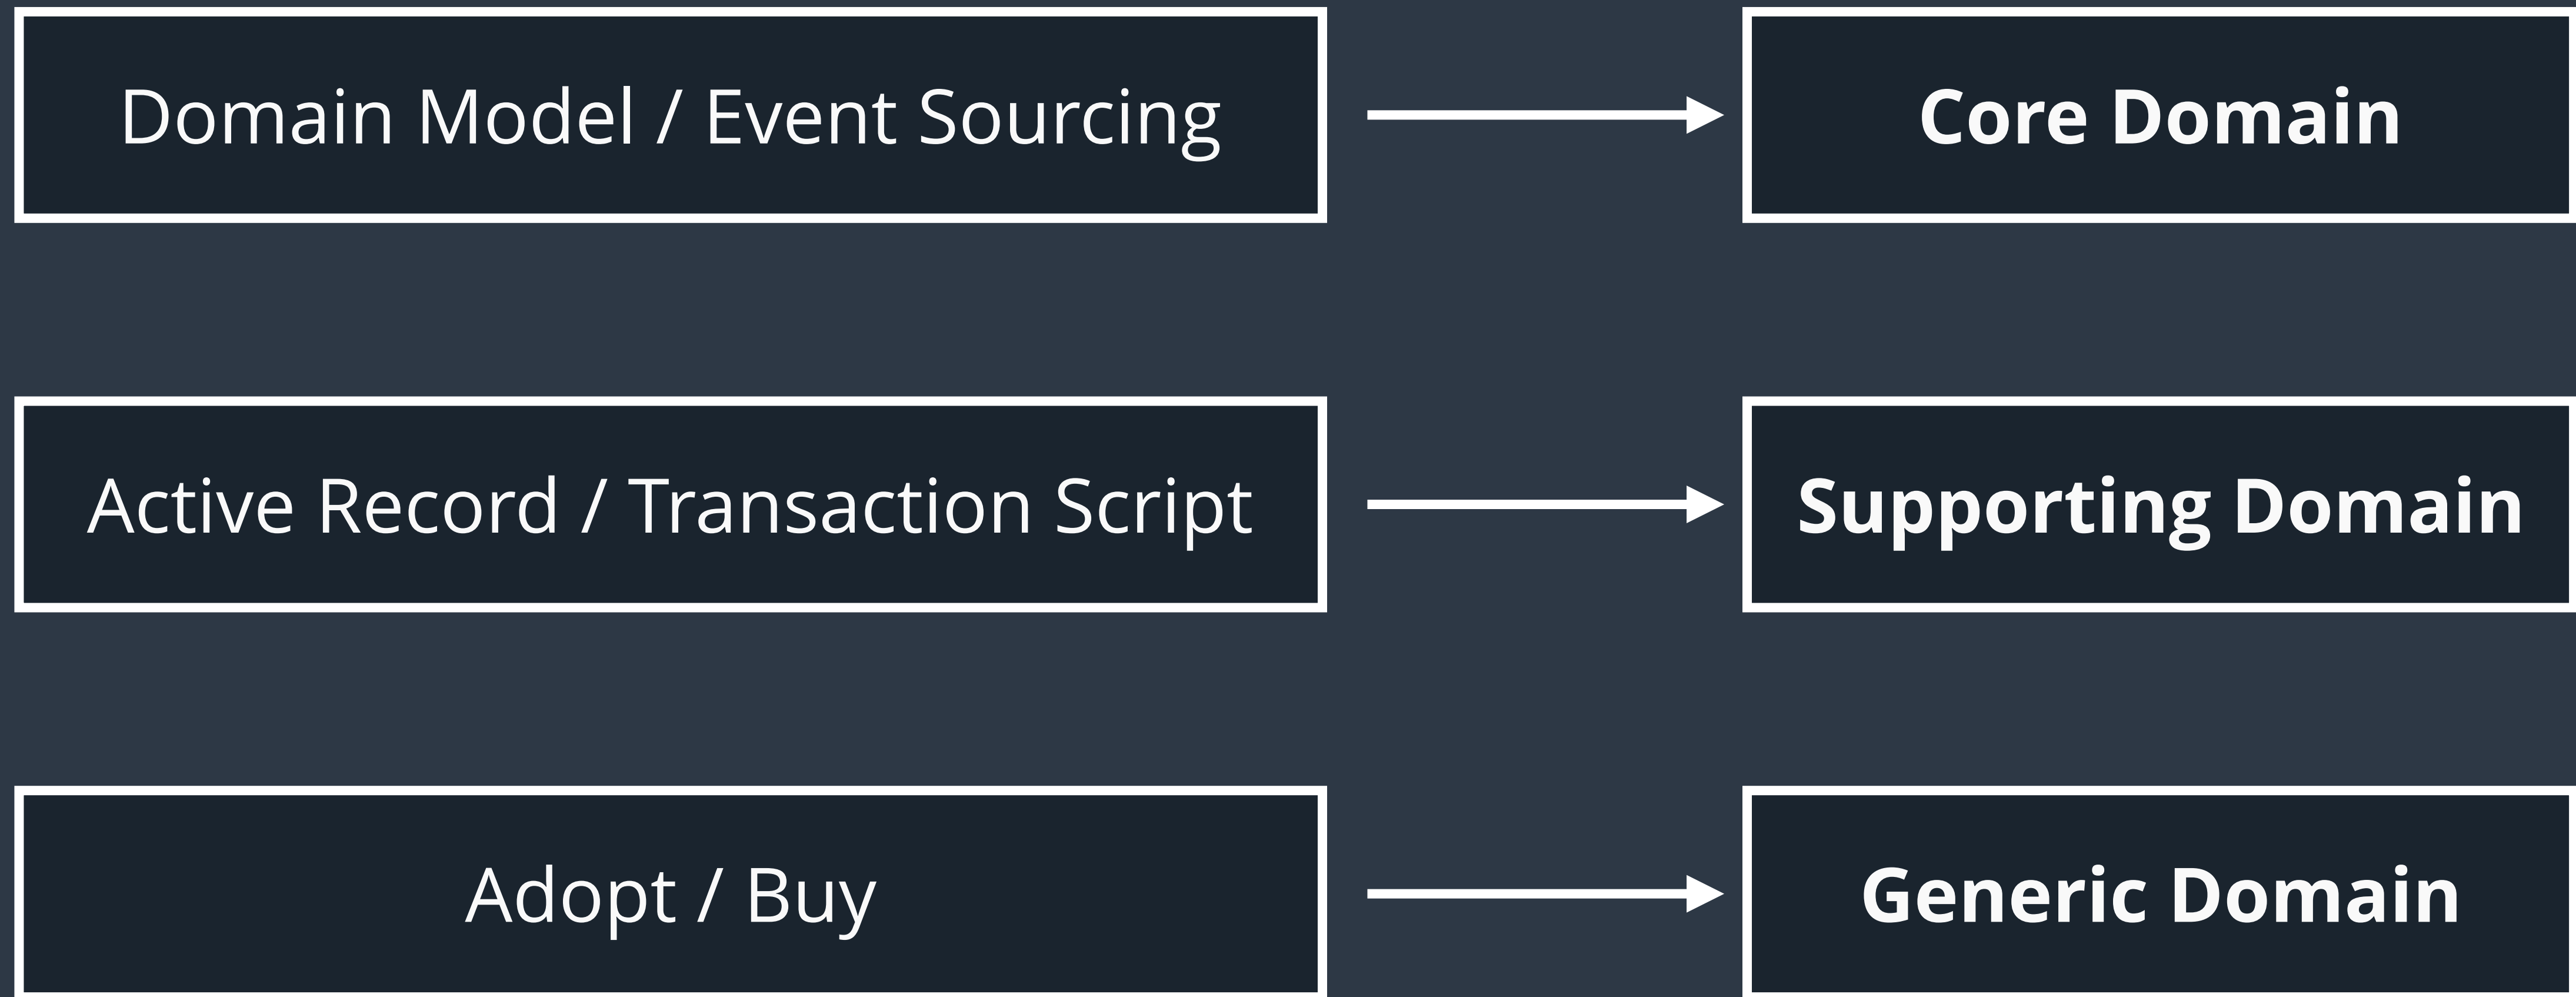 Domain Model / Event Sourcing
Core Domain
Active Record / Transaction Script
Supporting Domain
Adopt / Buy
Generic Domain